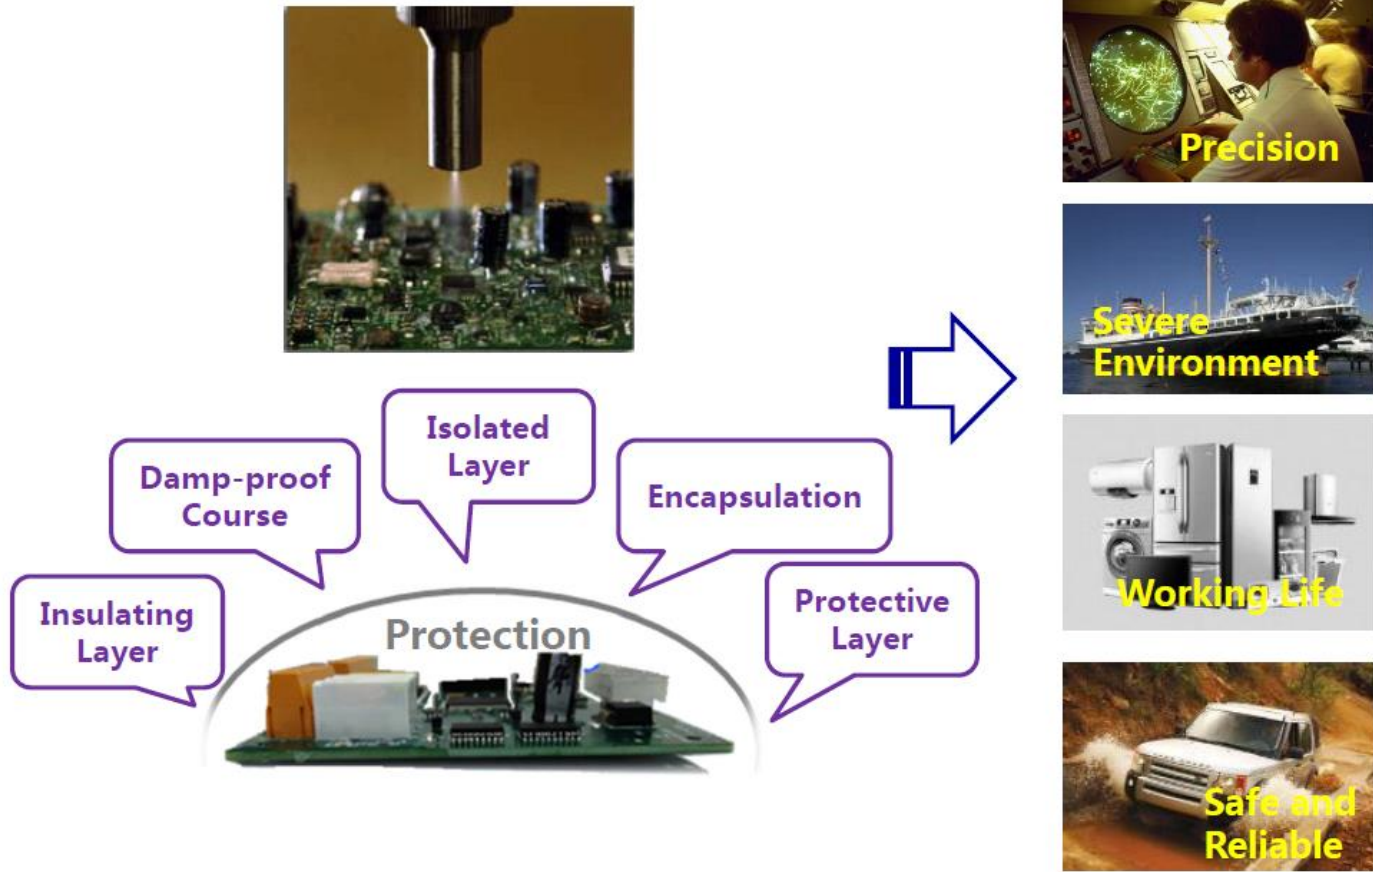 Isolated
Layer
Damp-proof
Course
Encapsulation
Insulating
Layer
Protective
Layer
Protection
Precision
Severe
Environment
Working Life
Safe and
Reliable